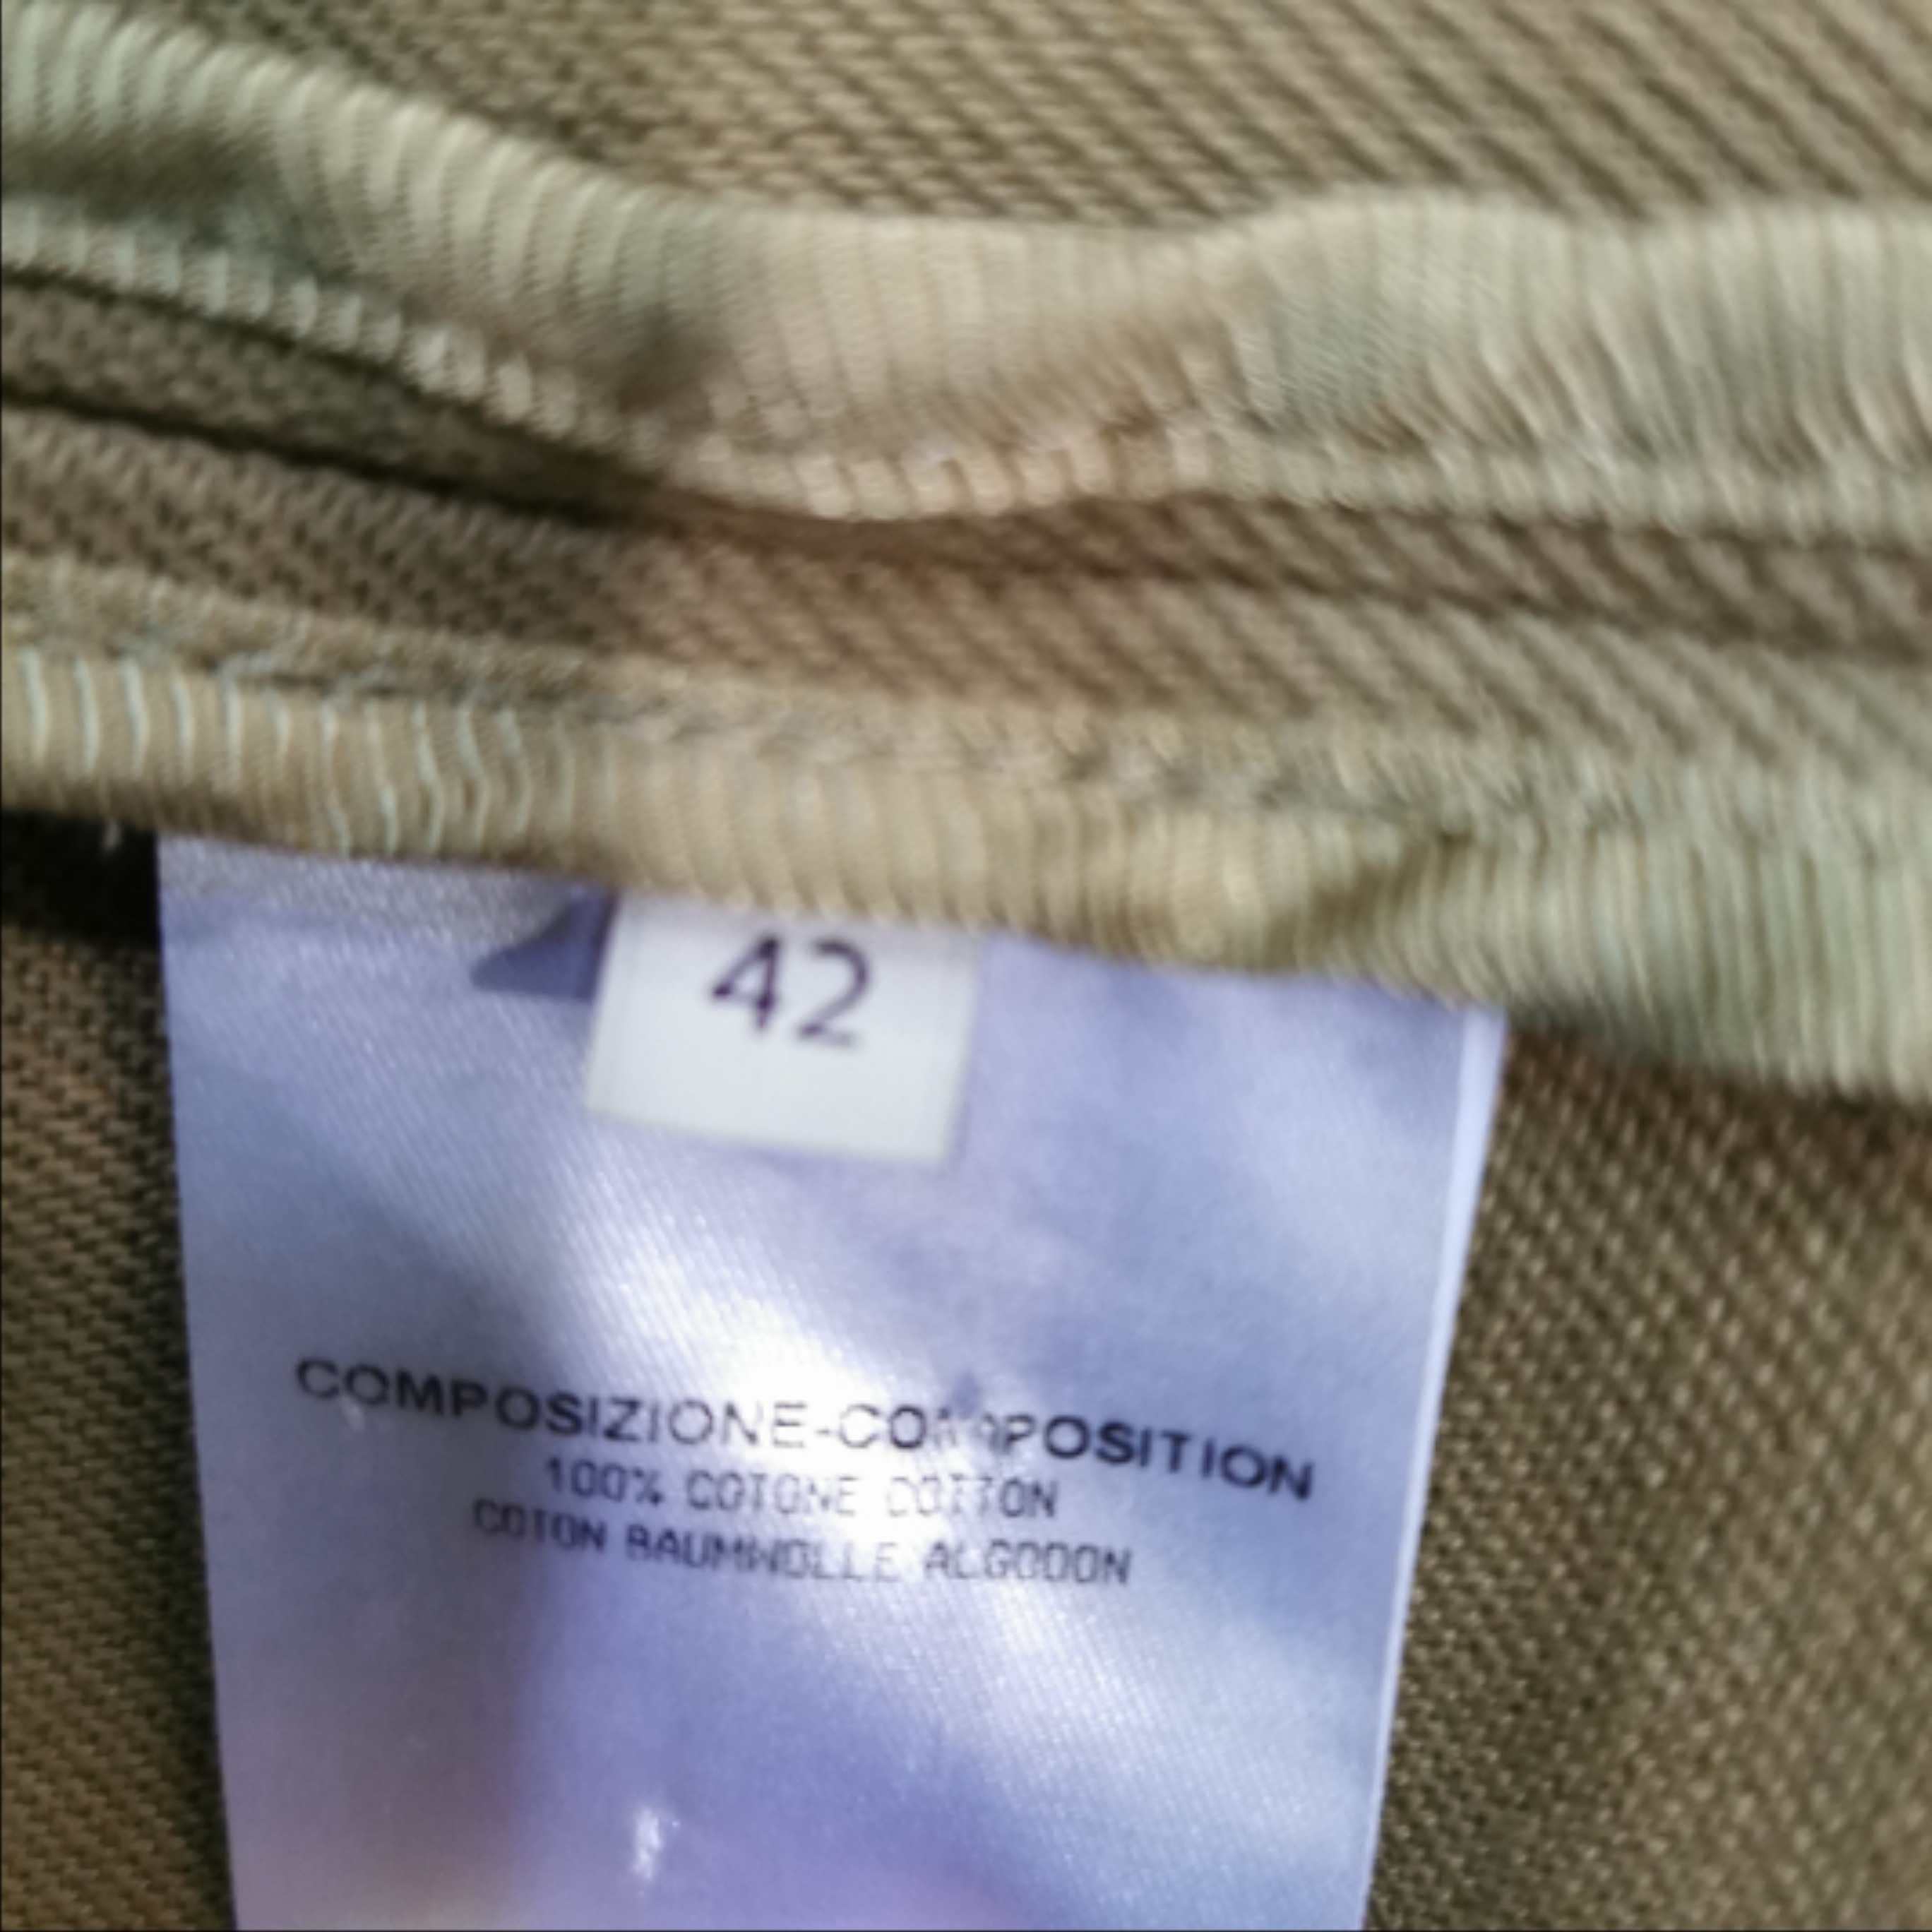 42
COMPOSIZIONE-COMPOSITION
100% COTONE COTTON
COTON BAUMWOLLE ALGODON